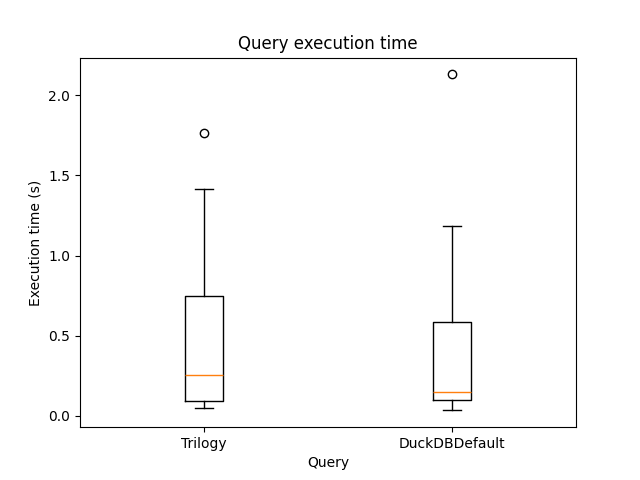 Query execution time
Execution time (s)
2.0
1.5
1.0
0.5
0.0
Trilogy
DuckDBDefault
Query